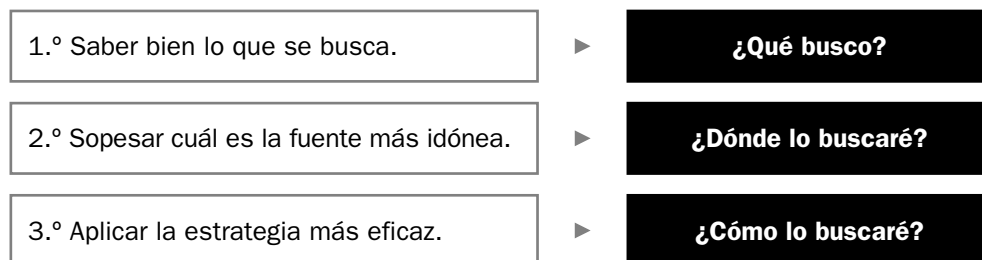 1.º Saber bien lo que se busca. ► ¿Qué busco?
2.º Sopesar cuál es la fuente más idónea. ► ¿Dónde lo buscaré?
3.º Aplicar la estrategia más eficaz. ► ¿Cómo lo buscaré?